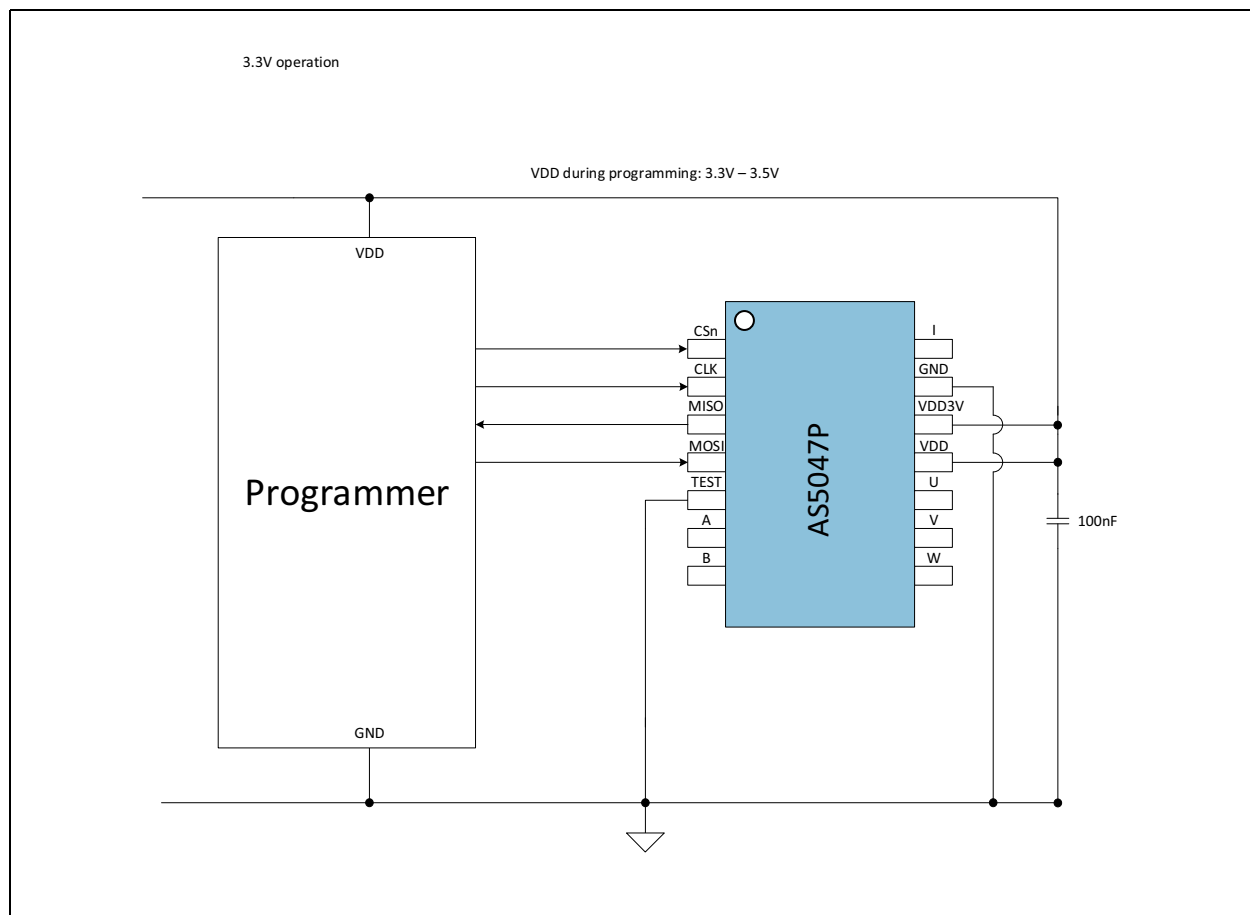 3.3V operation
VDD during programming: 3.3V – 3.5V
VDD
Programmer
GND
CSn
CLK
MISO
MOSI
TEST
A
B
AS5047P
I
GND
VDD3V
VDD
U
V
W
100nF